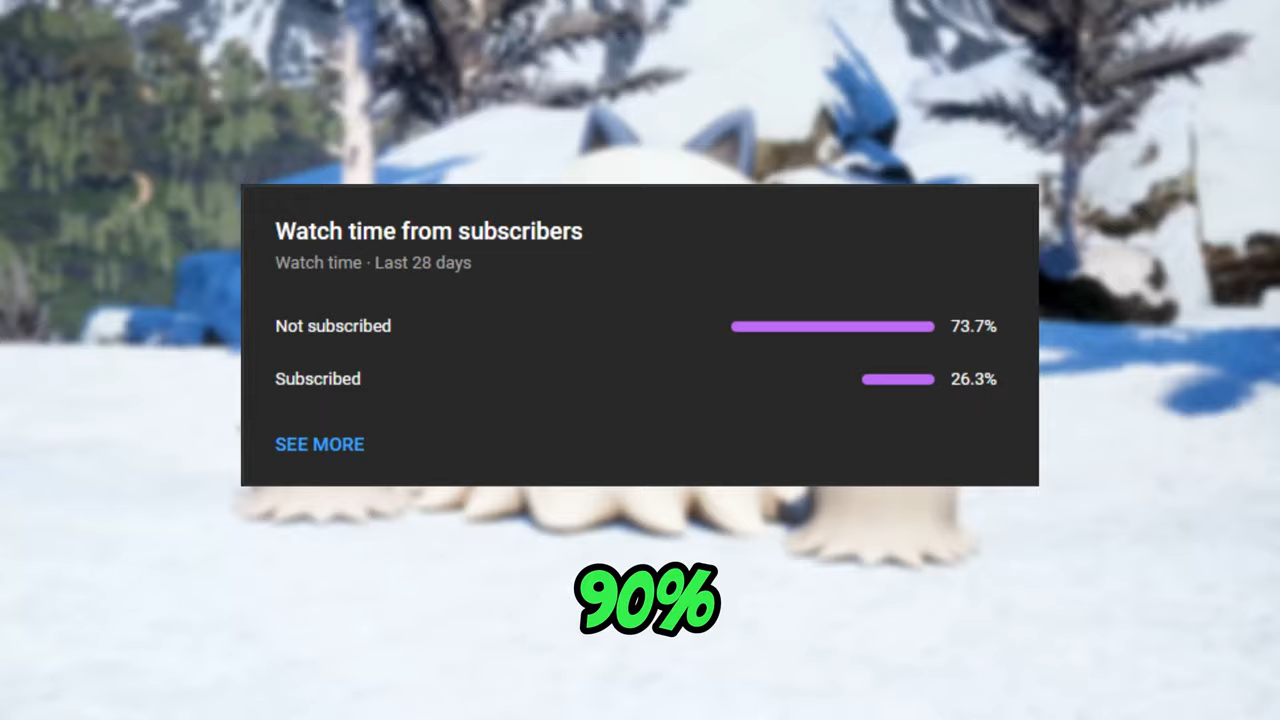 Watch time from subscribers
Watch time · Last 28 days
Not subscribed 73.7%
Subscribed 26.3%
SEE MORE
90%